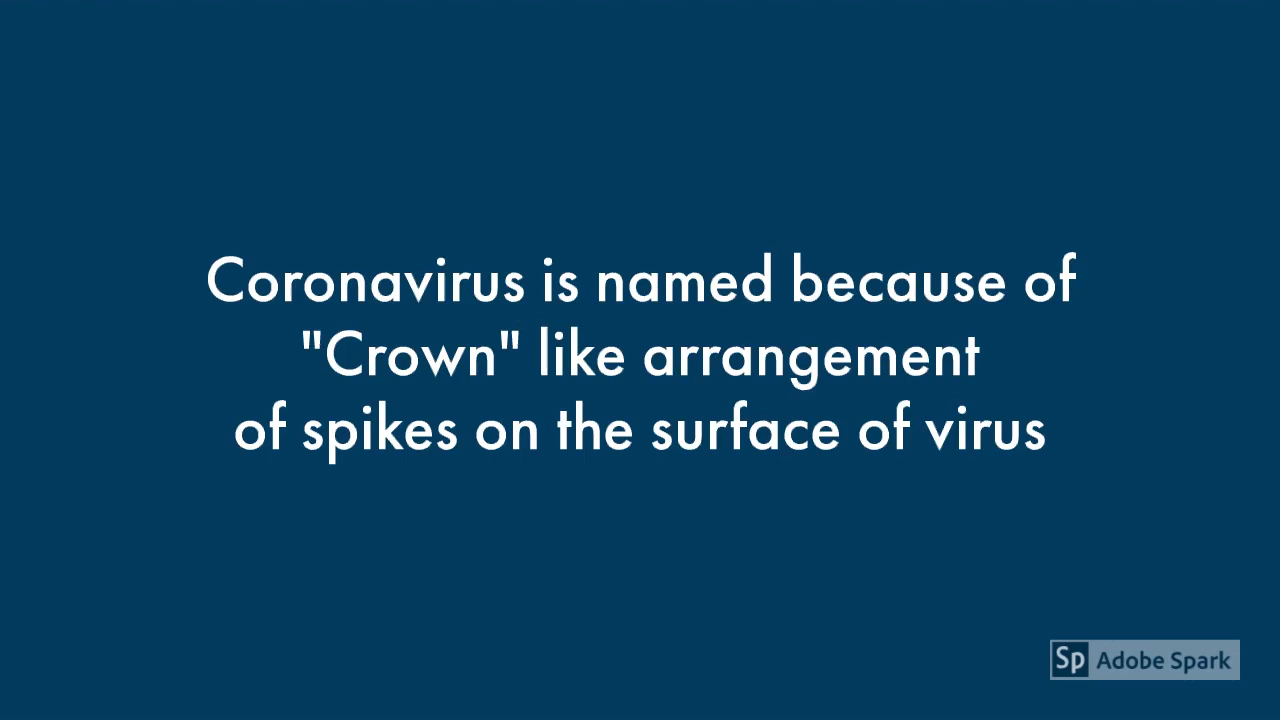 Coronavirus is named because of
"Crown" like arrangement
of spikes on the surface of virus
Sp Adobe Spark